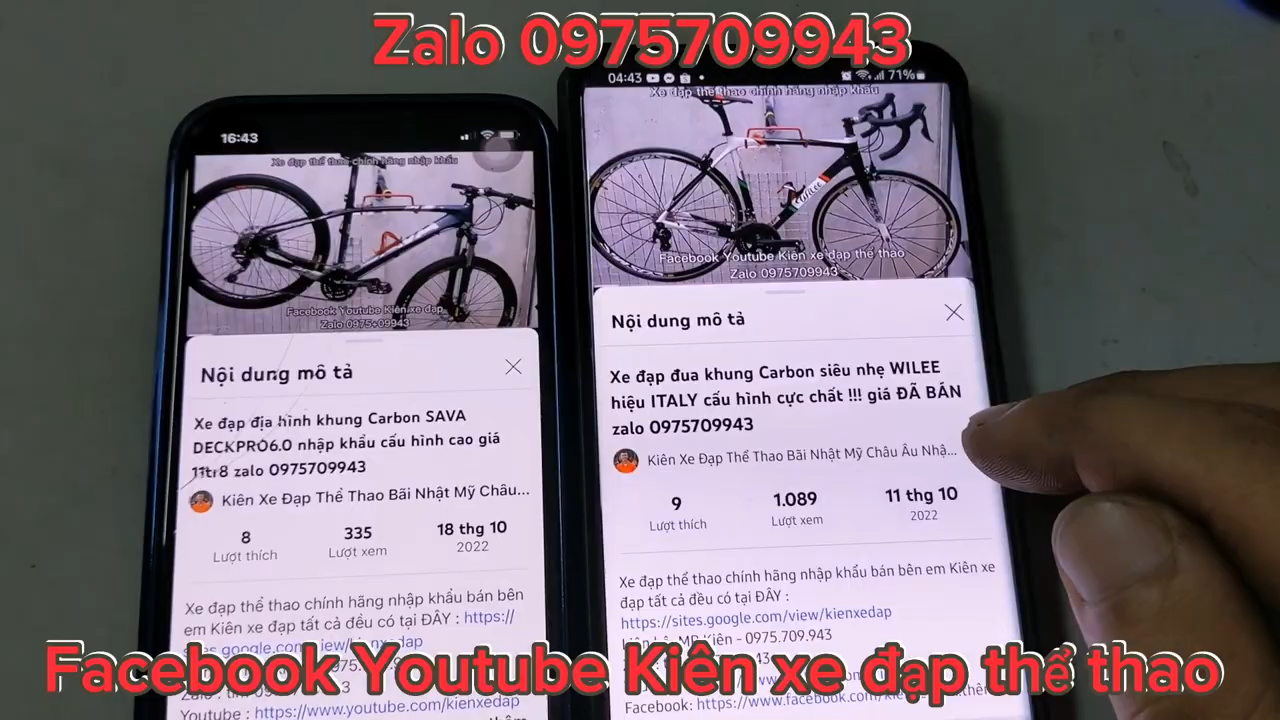 Zalo 0975709943
16:43
Xe đạp thể thao chính hãng nhập khẩu
Facebook Youtube Kiên xe đạp
Nội dung mô tả
Xe đạp địa hình khung Carbon SAVA
DECKPRO6.0 nhập khẩu cấu hình cao giá
11tr8 zalo 0975709943
Kiên Xe Đạp Thể Thao Bãi Nhật Mỹ Châu...
8
335
18 thg 10
Lượt thích
Lượt xem
2022
Xe đạp thể thao chính hãng nhập khẩu bán bên
em Kiên xe đạp tất cả đều có tại ĐÂY : https://
Youtube : https://www.youtube.com/kienxedap
04:43
71%
Xe đạp thể thao chính hãng nhập khẩu
WILEE
Facebook Youtube Kiên xe đạp thể thao
Zalo 0975709943
Nội dung mô tả
Xe đạp đua khung Carbon siêu nhẹ WILEE
hiệu ITALY cấu hình cực chất !!! giá ĐÃ BÁN
zalo 0975709943
Kiên Xe Đạp Thể Thao Bãi Nhật Mỹ Châu Âu Nhậ...
9
1.089
11 thg 10
Lượt thích
Lượt xem
2022
Xe đạp thể thao chính hãng nhập khẩu bán bên em Kiên xe
đạp tất cả đều có tại ĐÂY :
https://sites.google.com/view/kienxedap
Kiên - 0975.709.943
Facebook: https://www.facebook.com/
Facebook Youtube Kiên xe đạp thể thao